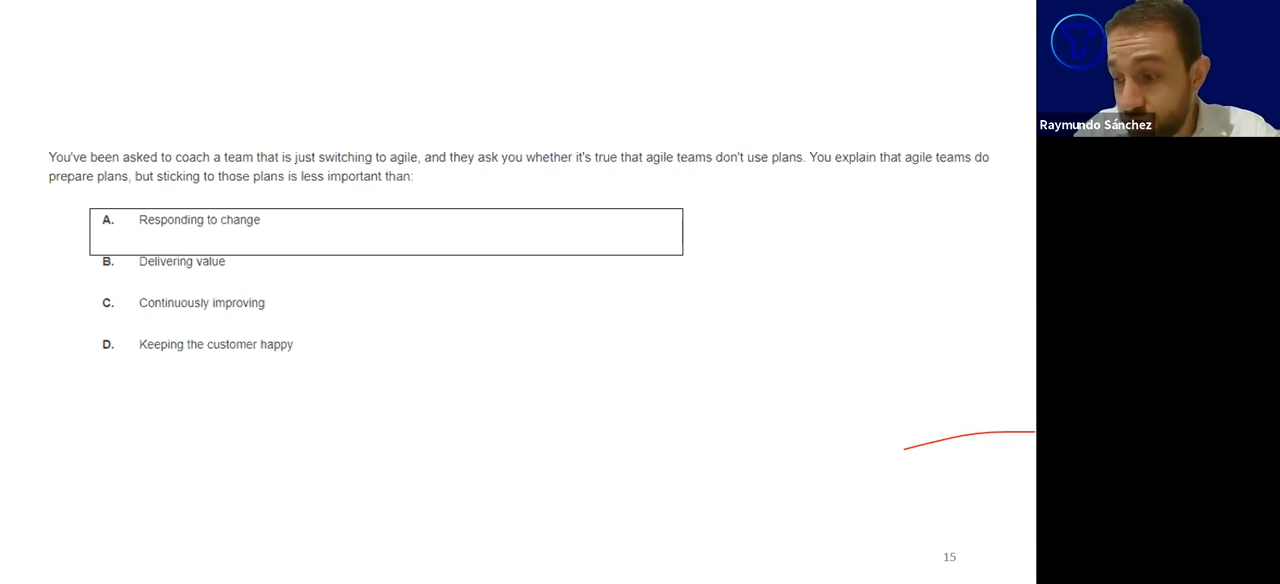 You've been asked to coach a team that is just switching to agile, and they ask you whether it's true that agile teams don't use plans. You explain that agile teams do
prepare plans, but sticking to those plans is less important than:
A. Responding to change
B. Delivering value
C. Continuously improving
D. Keeping the customer happy
15
Raymundo Sánchez